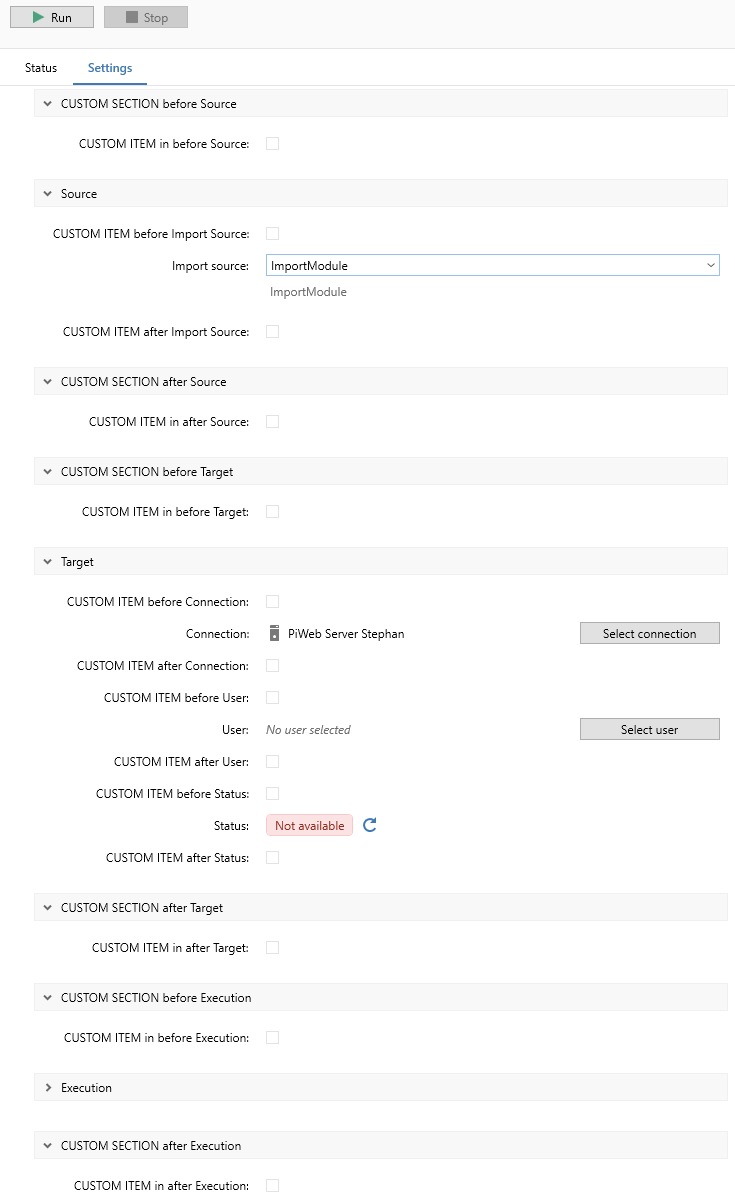 Run Stop
Status Settings
CUSTOM SECTION before Source
CUSTOM ITEM in before Source:
Source
CUSTOM ITEM before Import Source:
Import source: ImportModule
ImportModule
CUSTOM ITEM after Import Source:
CUSTOM SECTION after Source
CUSTOM ITEM in after Source:
CUSTOM SECTION before Target
CUSTOM ITEM in before Target:
Target
CUSTOM ITEM before Connection:
Connection: PiWeb Server Stephan Select connection
CUSTOM ITEM after Connection:
CUSTOM ITEM before User:
User: No user selected Select user
CUSTOM ITEM after User:
CUSTOM ITEM before Status:
Status: Not available
CUSTOM ITEM after Status:
CUSTOM SECTION after Target
CUSTOM ITEM in after Target:
CUSTOM SECTION before Execution
CUSTOM ITEM in before Execution:
Execution
CUSTOM SECTION after Execution
CUSTOM ITEM in after Execution: